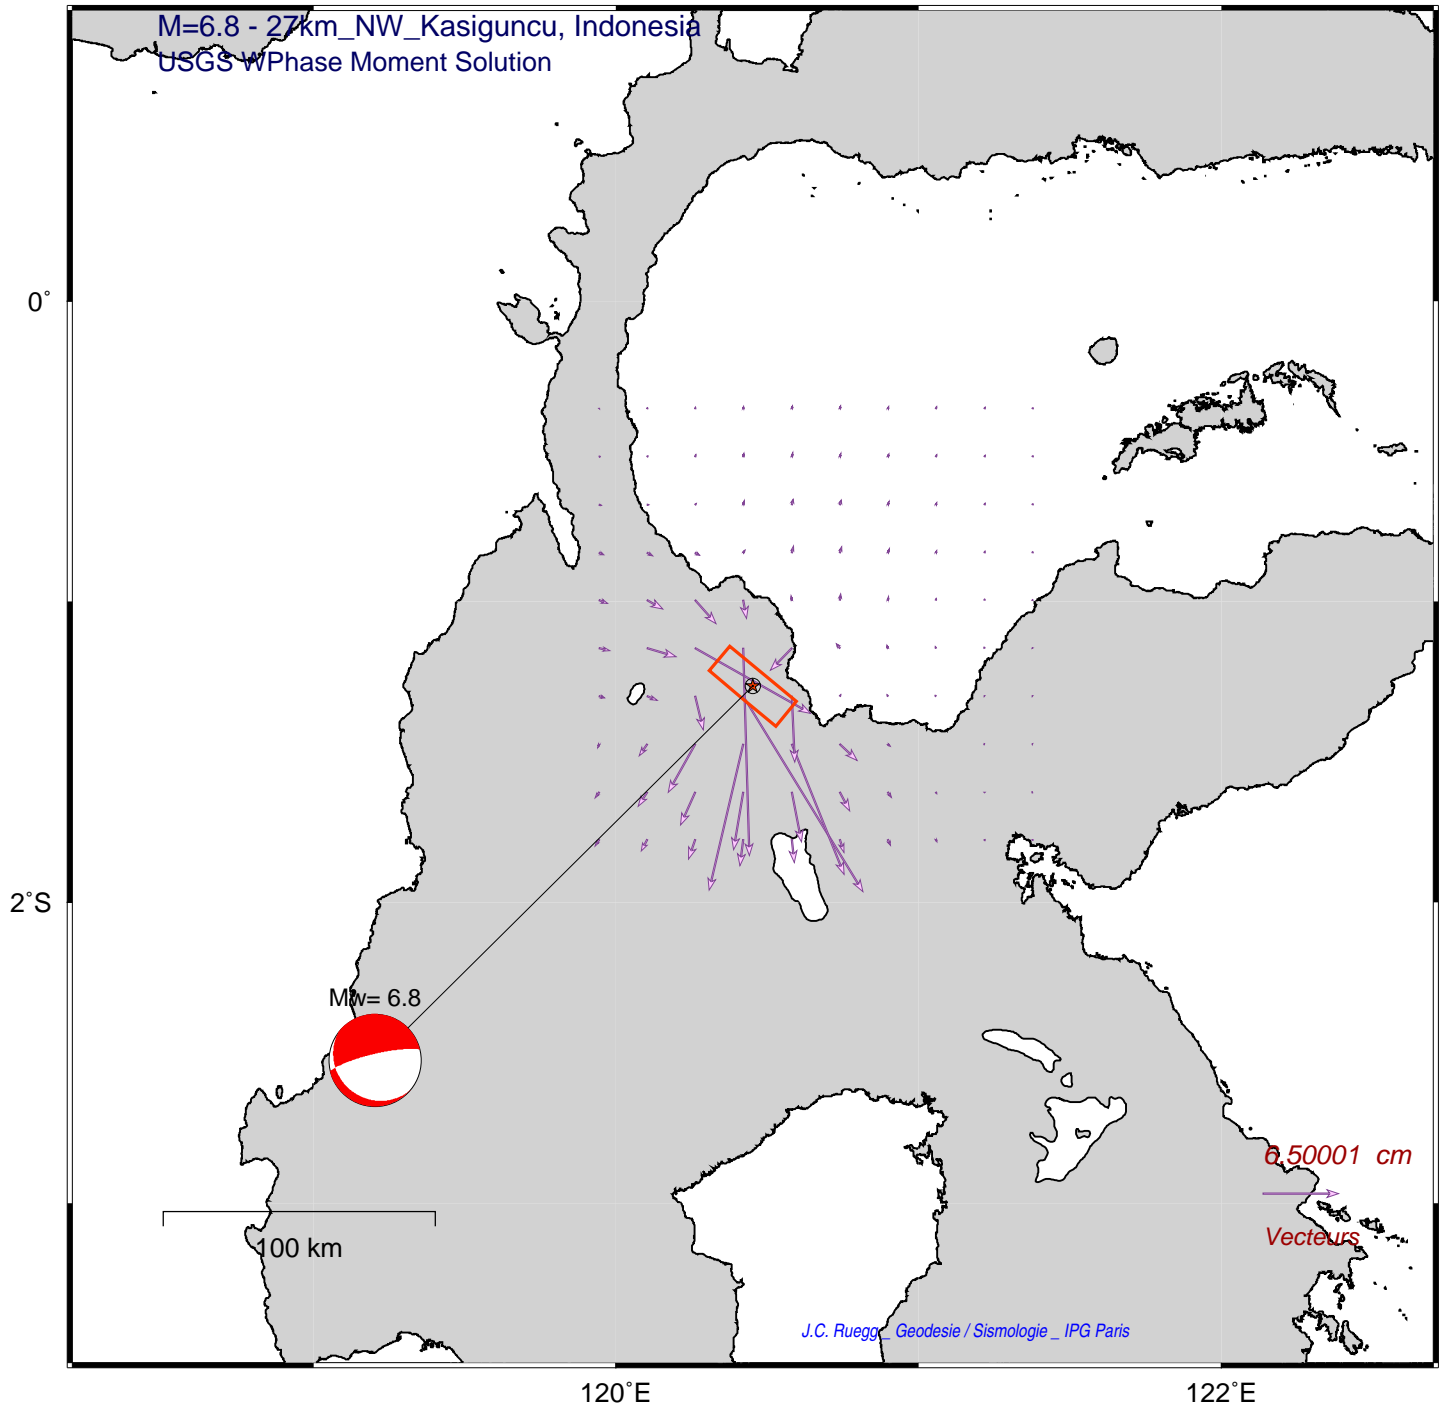 M=6.8 - 27km_NW_Kasiguncu, Indonesia
USGS WPhase Moment Solution
0°
2°S
Mw= 6.8
6.50001 cm
Vecteurs
100 km
J.C. Ruegg _ Geodesie / Sismologie _ IPG Paris
120°E
122°E